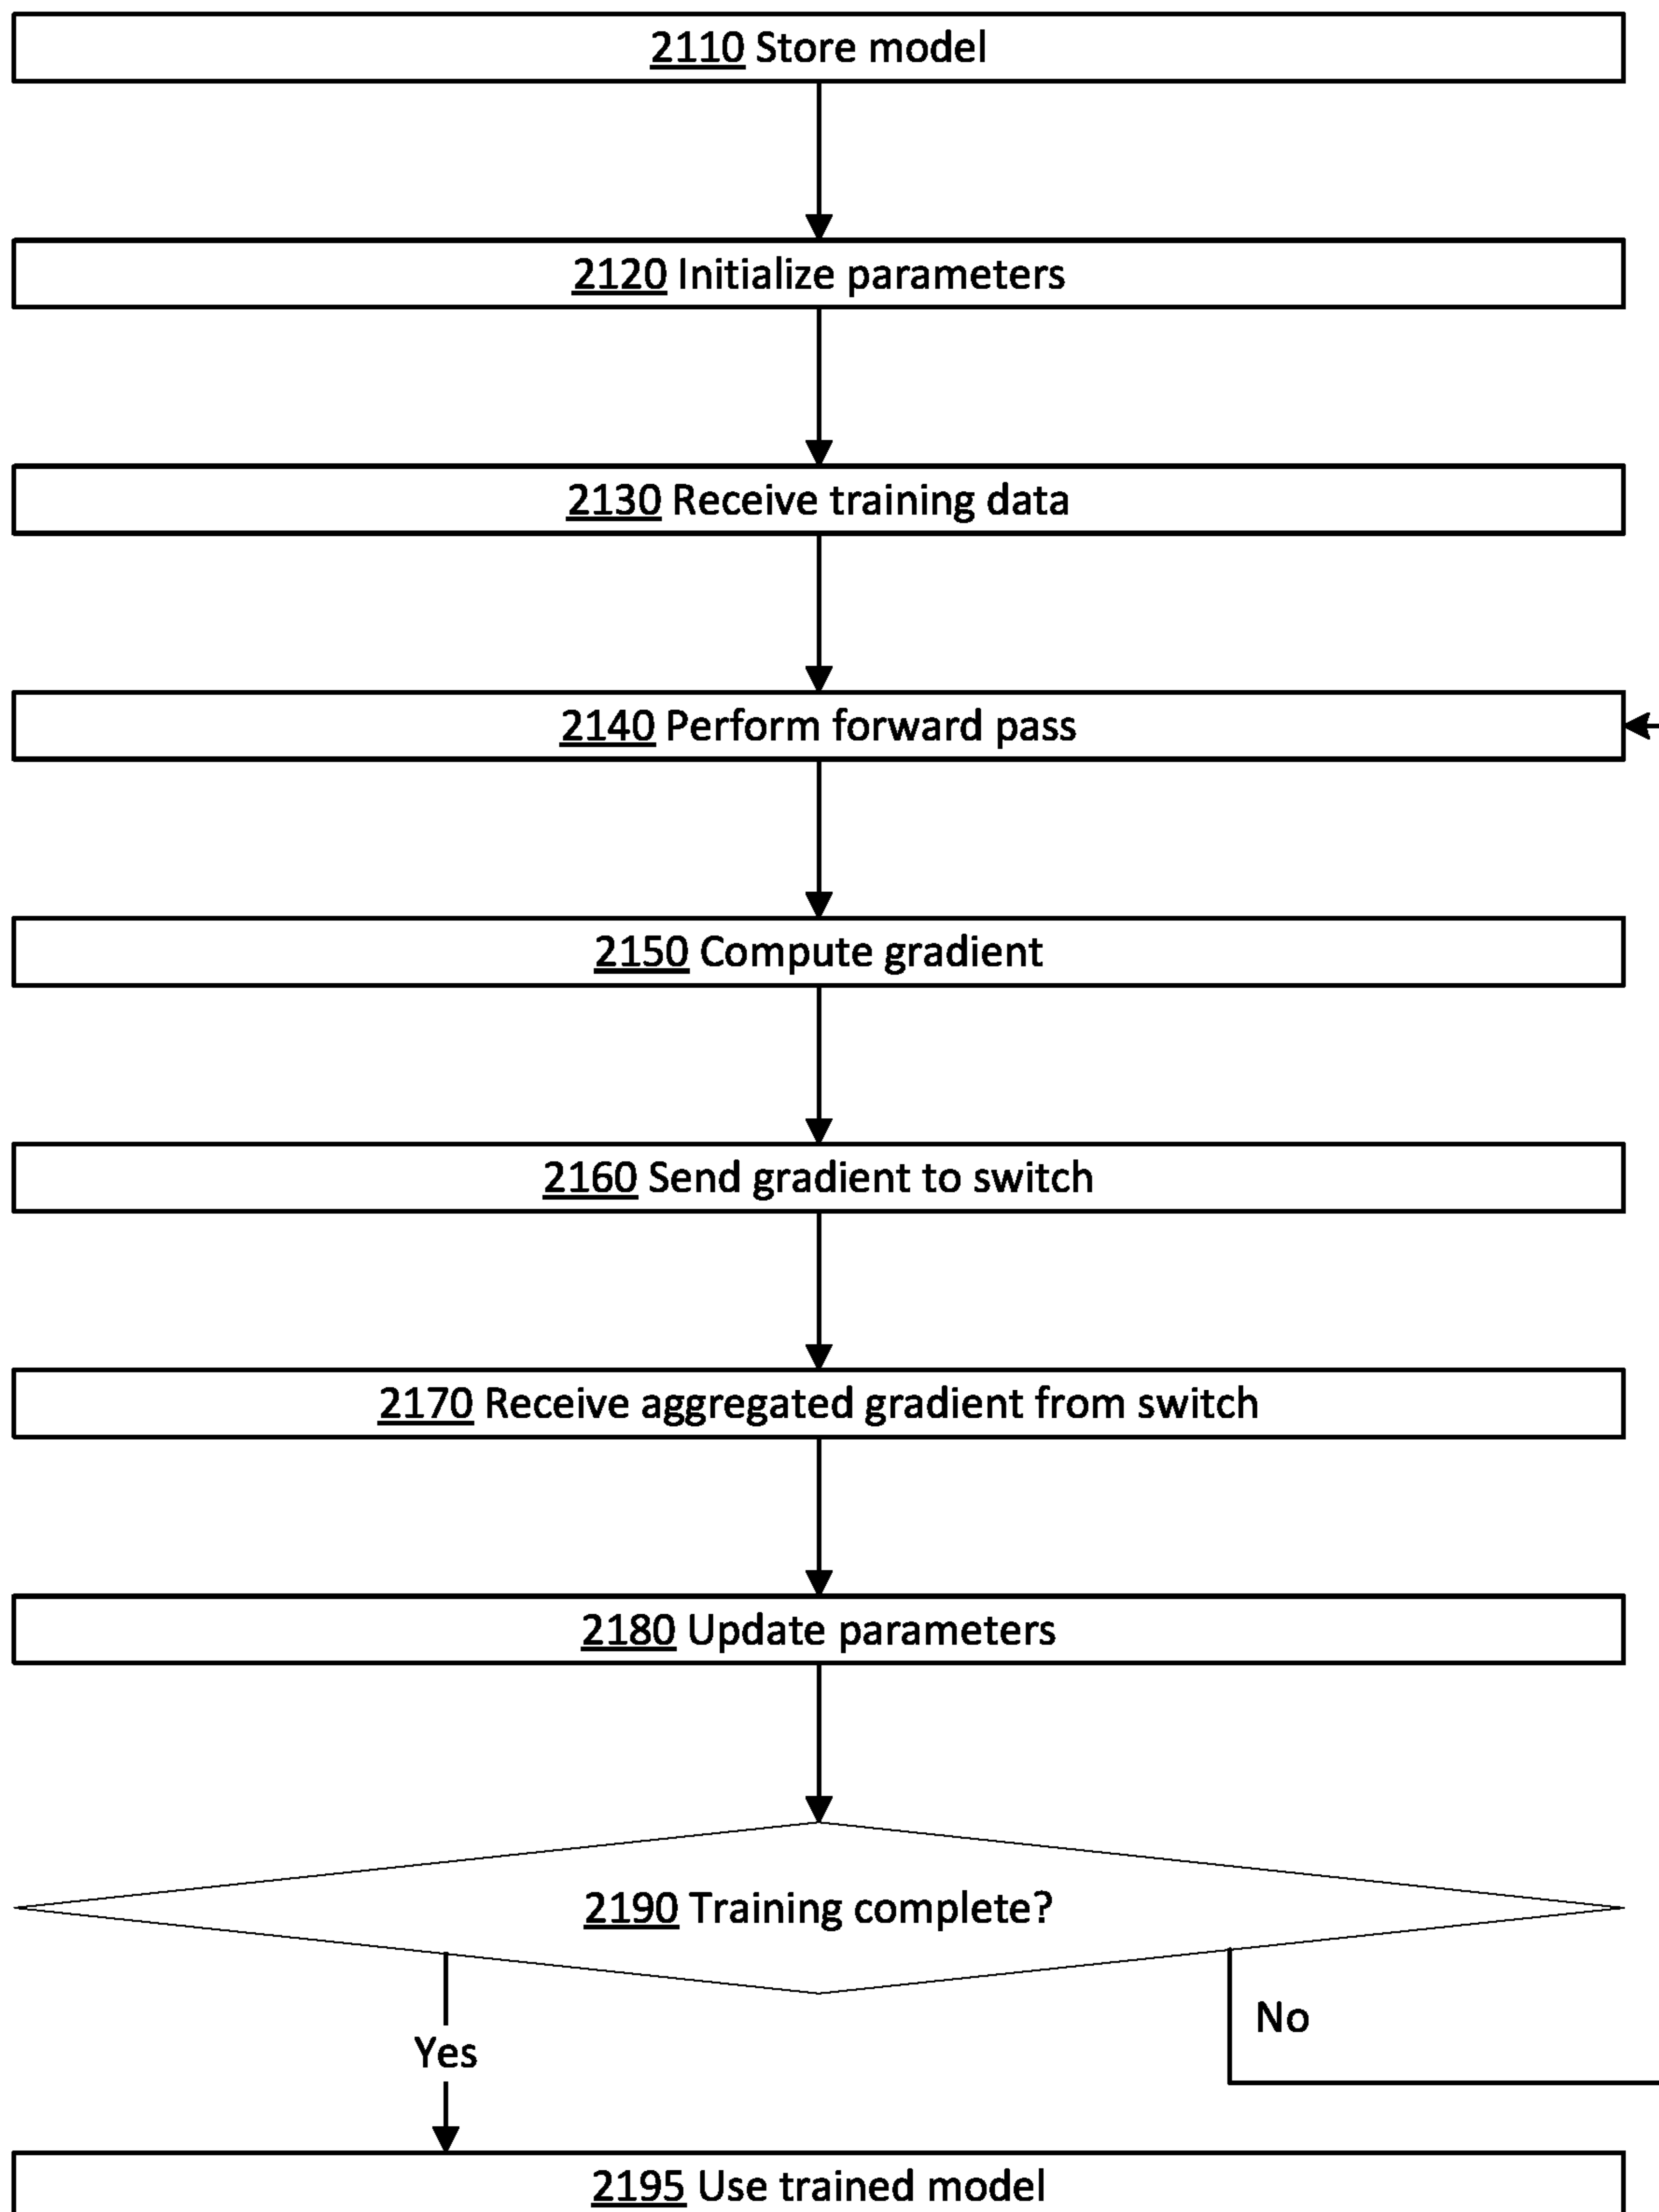 2110 Store model
2120 Initialize parameters
2130 Receive training data
2140 Perform forward pass
2150 Compute gradient
2160 Send gradient to switch
2170 Receive aggregated gradient from switch
2180 Update parameters
2190 Training complete?
No
Yes
2195 Use trained model